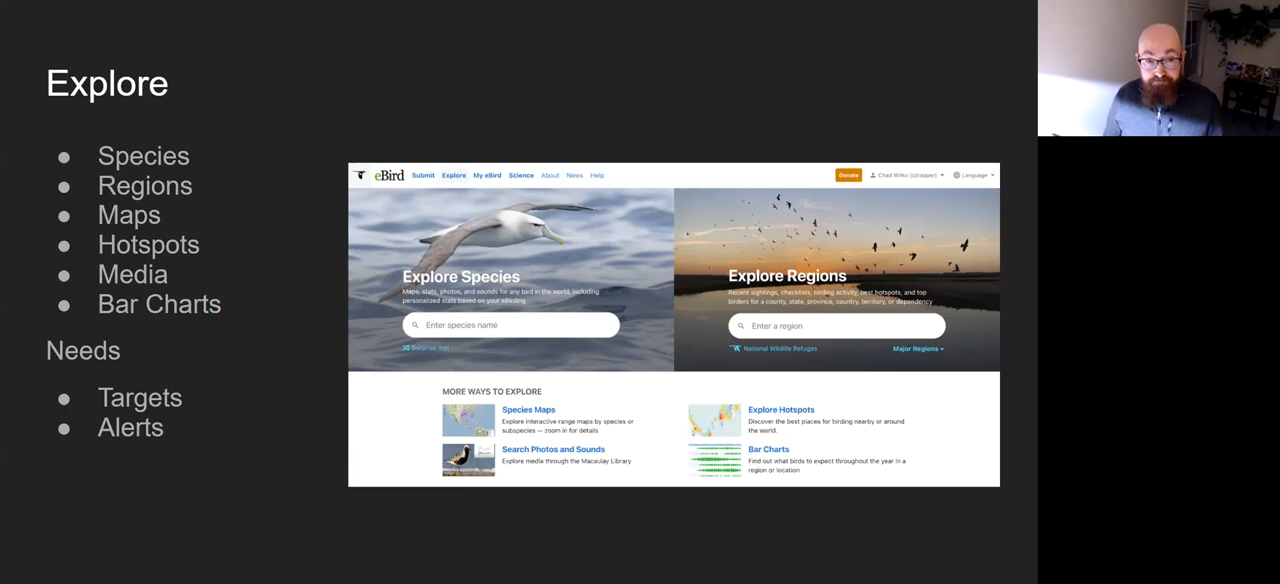 Explore
● Species
● Regions
● Maps
● Hotspots
● Media
● Bar Charts
Needs
● Targets
● Alerts
eBird Submit Explore My eBird Science About News Help Donate Chad Witko (cjtrapper) Language
Explore Species
Maps, stats, photos, and sounds for any bird in the world, including
personalized stats based on your eBirding
Enter species name
Surprise me!
Explore Regions
Recent sightings, checklists, birding activity, best hotspots, and top
birders for a county, state, province, country, territory, or dependency
Enter a region
National Wildlife Refuges Major Regions
MORE WAYS TO EXPLORE
Species Maps
Explore interactive range maps by species or
subspecies — zoom in for details.
Explore Hotspots
Discover the best places for birding nearby or around
the world.
Search Photos and Sounds
Explore media through the Macaulay Library
Bar Charts
Find out what birds to expect throughout the year in a
region or location